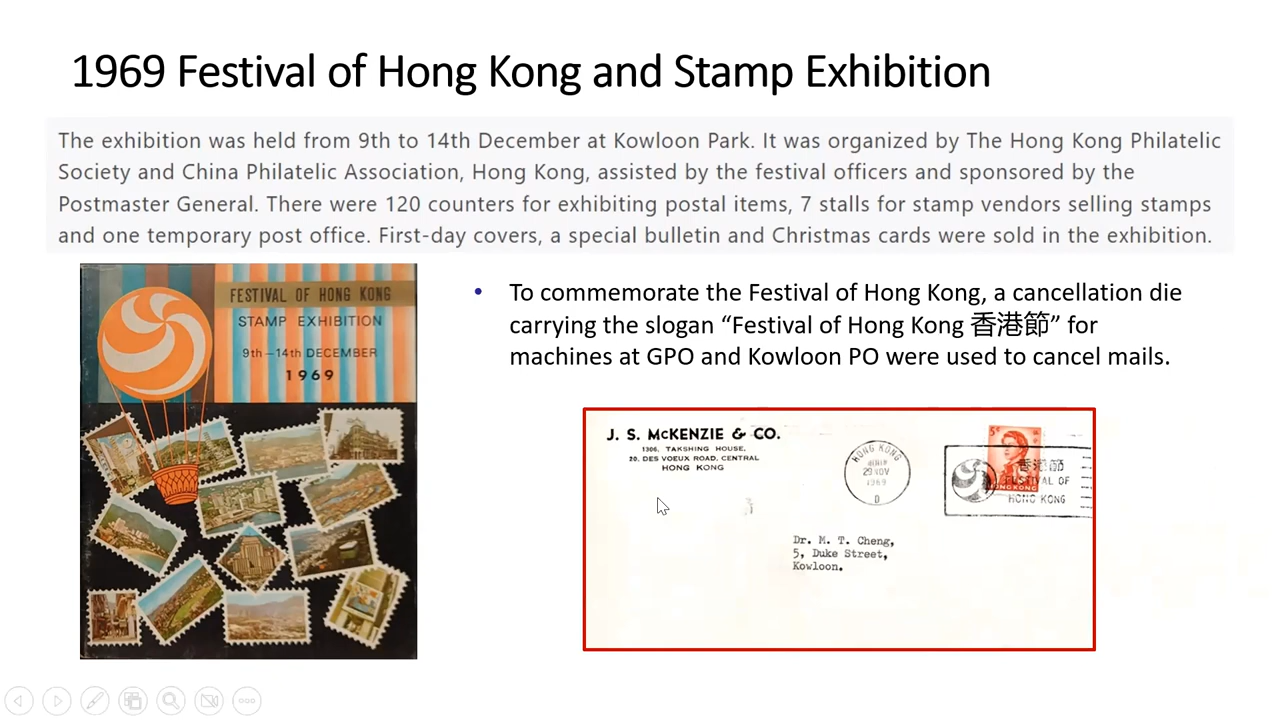 1969 Festival of Hong Kong and Stamp Exhibition
The exhibition was held from 9th to 14th December at Kowloon Park. It was organized by The Hong Kong Philatelic
Society and China Philatelic Association, Hong Kong, assisted by the festival officers and sponsored by the
Postmaster General. There were 120 counters for exhibiting postal items, 7 stalls for stamp vendors selling stamps
and one temporary post office. First-day covers, a special bulletin and Christmas cards were sold in the exhibition.
FESTIVAL OF HONG KONG
STAMP EXHIBITION
9th—14th DECEMBER
1969
• To commemorate the Festival of Hong Kong, a cancellation die
carrying the slogan “Festival of Hong Kong 香港節” for
machines at GPO and Kowloon PO were used to cancel mails.
J. S. McKENZIE & CO.
1306, TAKSHING HOUSE,
20, DES VOEUX ROAD, CENTRAL
HONG KONG
HONG KONG
29 NOV
1969
D
5c
香港節
FESTIVAL OF
HONG KONG
HONG KONG
Dr. M. T. Cheng,
5, Duke Street,
Kowloon.